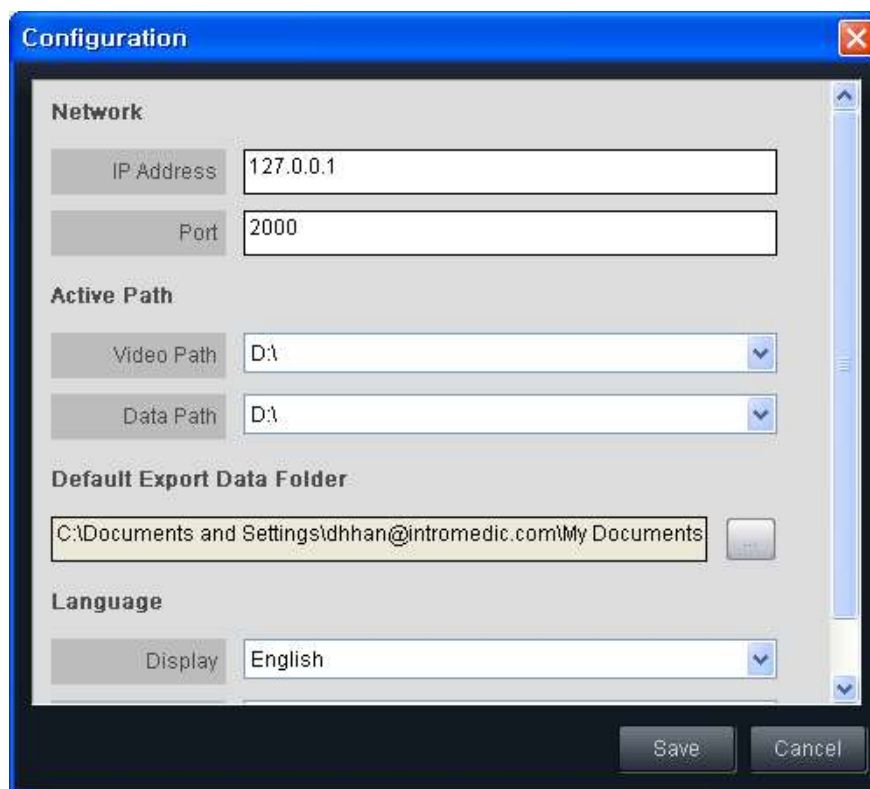 Configuration
Network
IP Address 127.0.0.1
Port 2000
Active Path
Video Path D:\
Data Path D:\
Default Export Data Folder
C:\Documents and Settings\dhhan@intromedic.com\My Documents
...
Language
Display English
Save Cancel